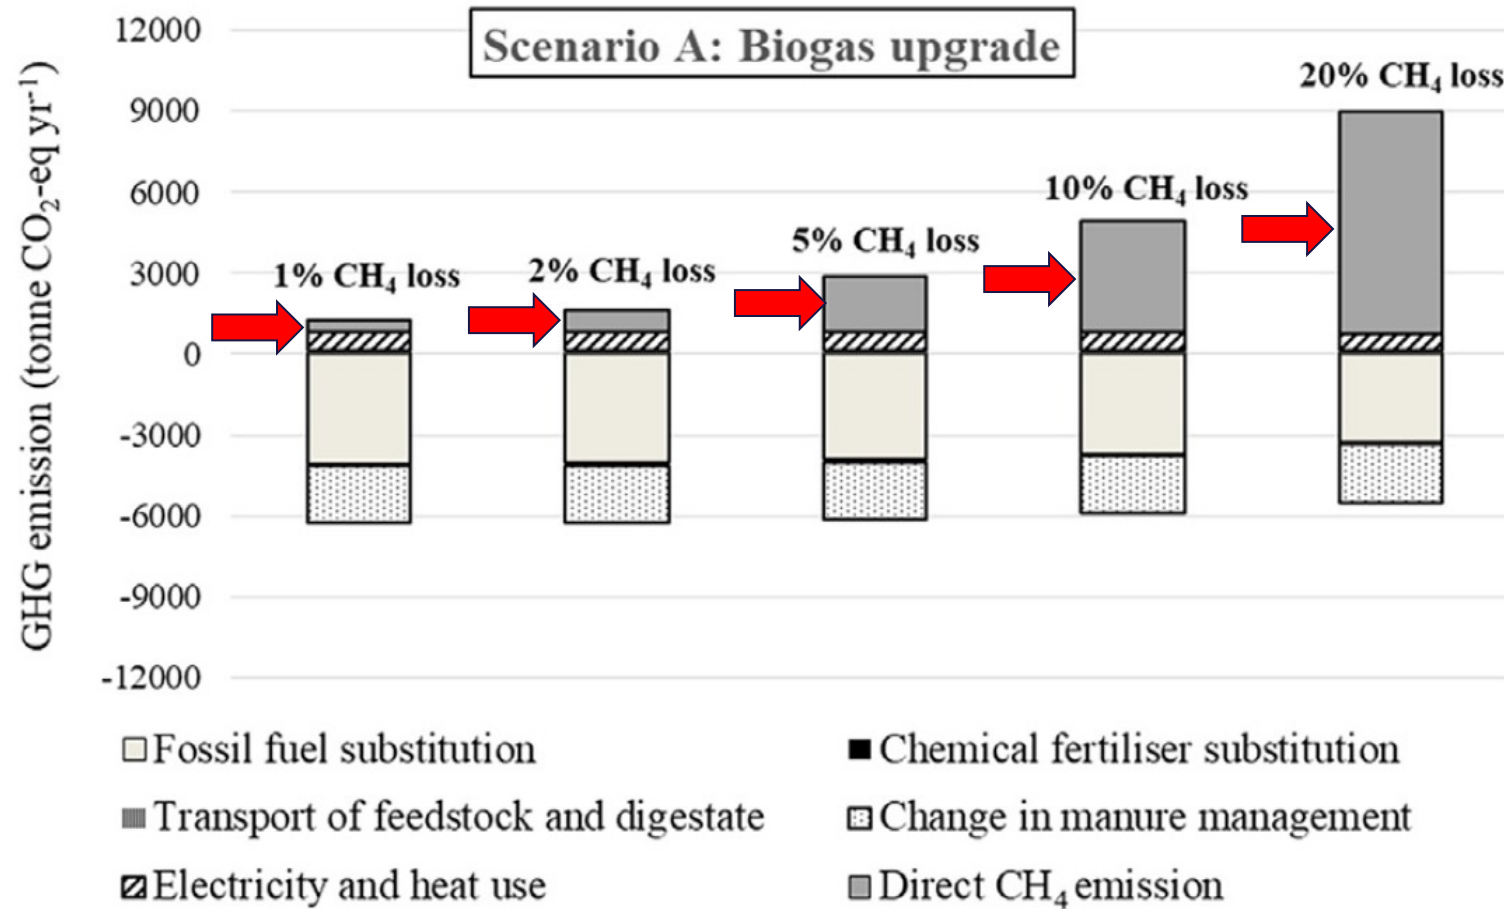 Scenario A: Biogas upgrade
GHG emission (tonne CO₂-eq yr⁻¹)
12000
9000
6000
3000
0
-3000
-6000
-9000
-12000
1% CH₄ loss
2% CH₄ loss
5% CH₄ loss
10% CH₄ loss
20% CH₄ loss
Fossil fuel substitution
Chemical fertiliser substitution
Transport of feedstock and digestate
Change in manure management
Electricity and heat use
Direct CH₄ emission